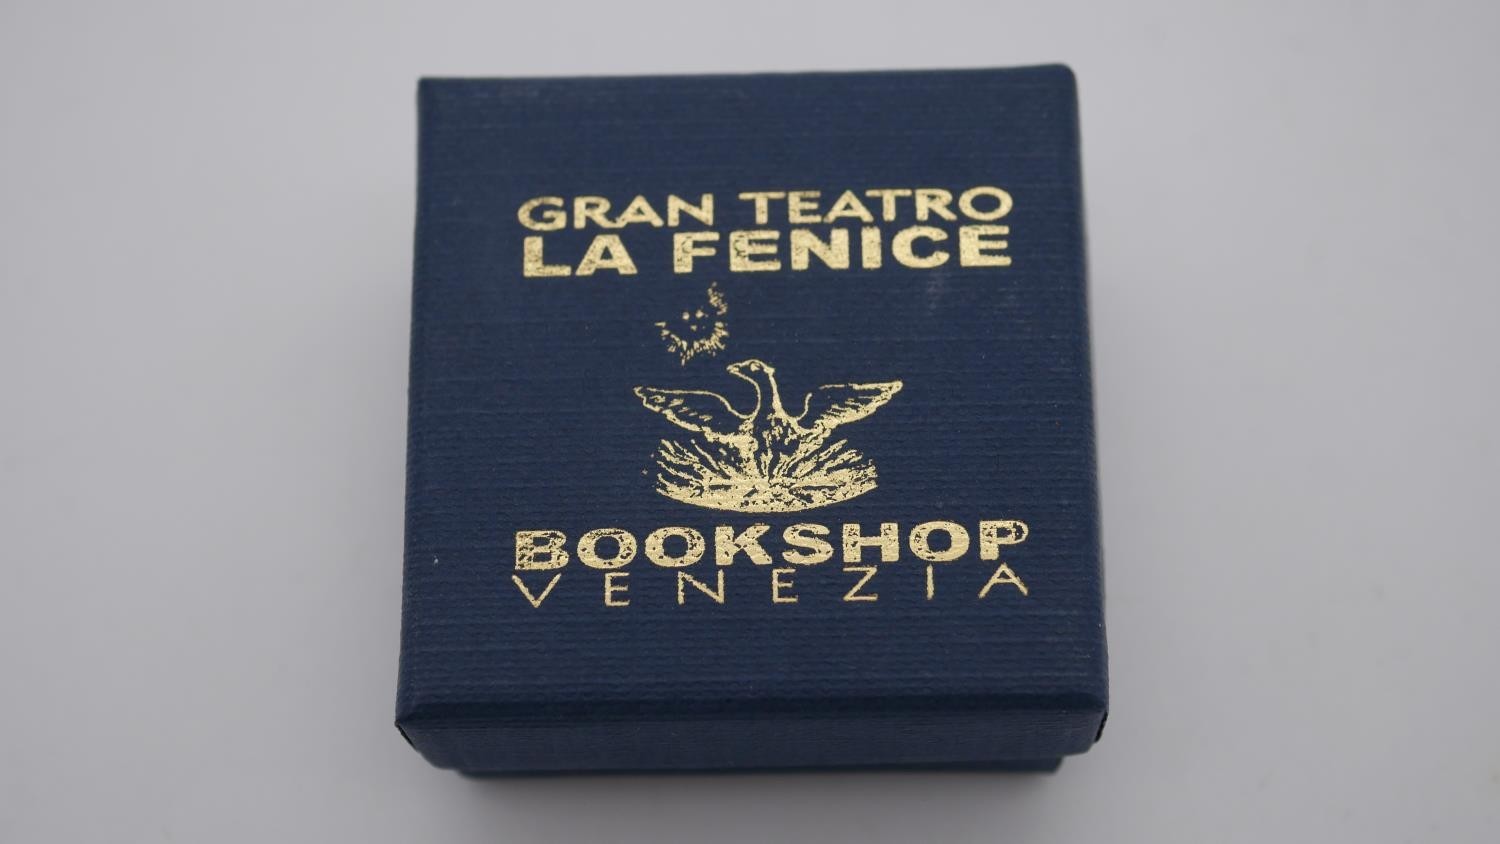 GRAN TEATRO
LA FENICE
BOOKSHOP
VENEZIA